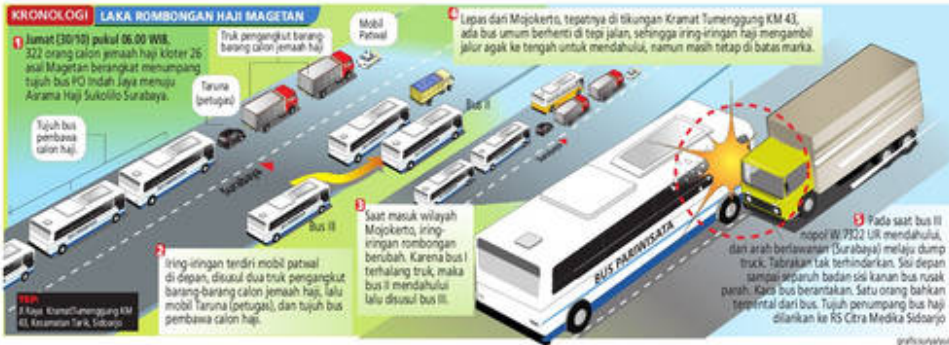 KRONOLOGI LAKA ROMBONGAN HAJI MAGETAN
1 Jumat (30/10) pukul 06.00 WIB,
322 orang calon jemaah haji kloter 26
asal Magetan berangkat menumpang
tujuh bus PO Indah Jaya menuju
Asrama Haji Sukolilo Surabaya.
Truk pengangkut barang-
barang calon jemaah haji
Mobil
Patwal
Taruna
(petugas)
Tujuh bus
pembawa
calon haji.
Surabaya
Bus II
Bus III
2
Iring-iringan terdiri mobil patwal
di depan, disusul dua truk pengangkut
barang-barang calon jemaah haji, lalu
mobil Taruna (petugas), dan tujuh bus
pembawa calon haji.
3
Saat masuk wilayah
Mojokerto, iring-
iringan rombongan
berubah. Karena bus I
terhalang truk, maka
bus II mendahului
lalu disusul bus III.
4 Lepas dari Mojokerto, tepatnya di tikungan Kramat Tumenggung KM 43,
ada bus umum berhenti di tepi jalan, sehingga iring-iringan haji mengambil
jalur agak ke tengah untuk mendahului, namun masih tetap di batas marka.
Surabaya
BUS PARIWISATA
5 Pada saat bus III
nopol W 7322 UR mendahului,
dari arah berlawanan (Surabaya) melaju dump
truck. Tabrakan tak terhindarkan. Sisi depan
sampai separuh badan sisi kanan bus rusak
parah. Kaca bus berantakan. Satu orang bahkan
terpental dari bus. Tujuh penumpang bus haji
dilarikan ke RS Citra Medika Sidoarjo
TKP:
Jl Raya KramatTumenggung KM
43, Kecamatan Tarik, Sidoarjo